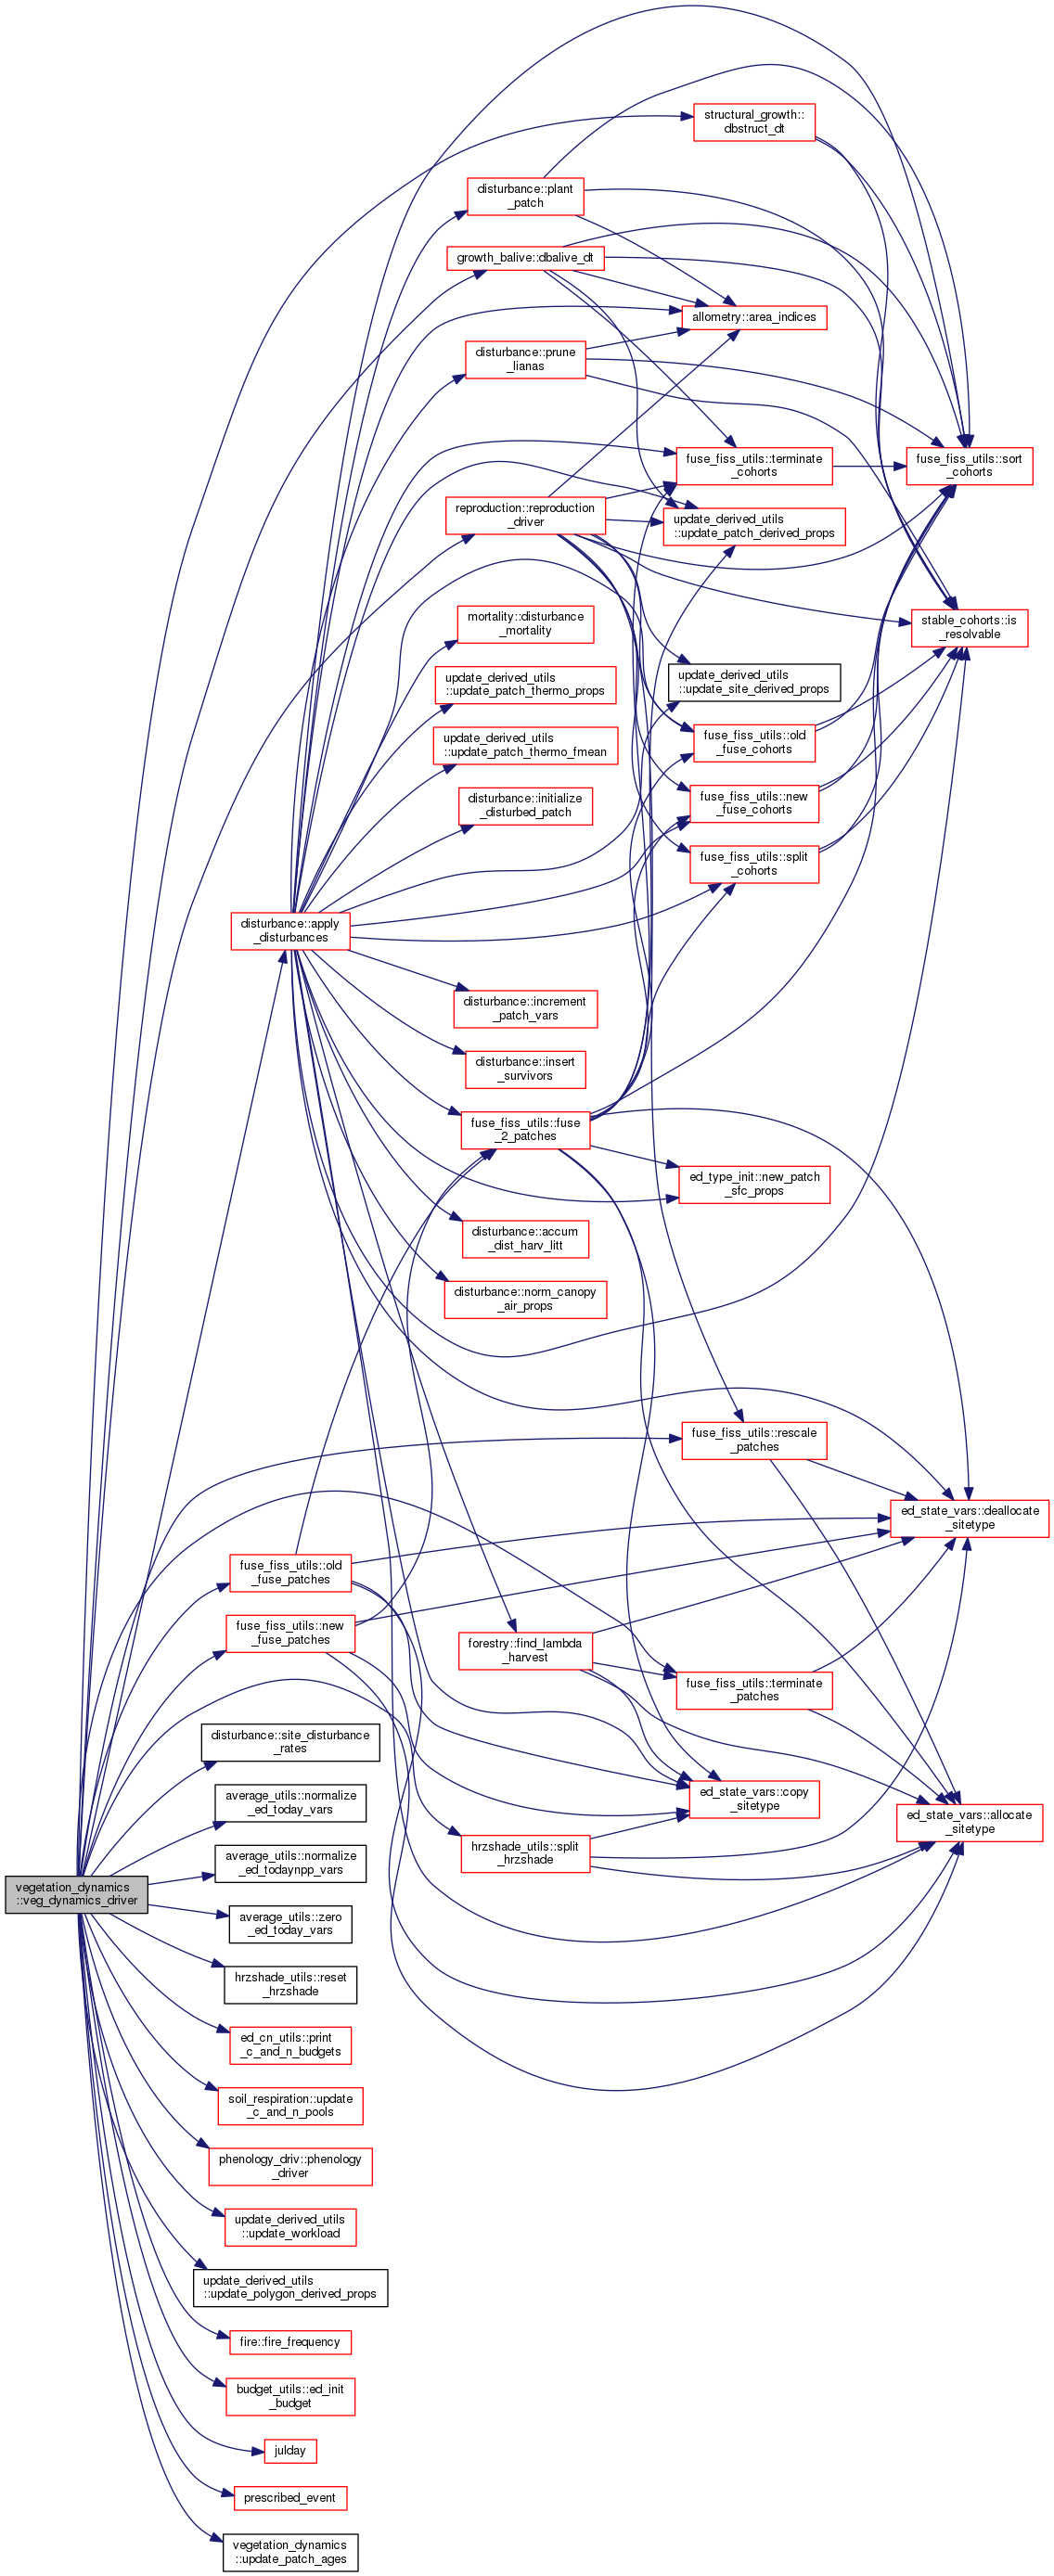 structural_growth::
dbstruct_dt
disturbance::plant
_patch
growth_balive::dbalive_dt
allometry::area_indices
disturbance::prune
_lianas
fuse_fiss_utils::terminate
_cohorts
fuse_fiss_utils::sort
_cohorts
reproduction::reproduction
_driver
update_derived_utils
::update_patch_derived_props
mortality::disturbance
_mortality
stable_cohorts::is
_resolvable
update_derived_utils
::update_patch_thermo_props
update_derived_utils
::update_site_derived_props
update_derived_utils
::update_patch_thermo_fmean
fuse_fiss_utils::old
_fuse_cohorts
disturbance::initialize
_disturbed_patch
fuse_fiss_utils::new
_fuse_cohorts
fuse_fiss_utils::split
_cohorts
disturbance::apply
_disturbances
disturbance::increment
_patch_vars
disturbance::insert
_survivors
fuse_fiss_utils::fuse
_2_patches
ed_type_init::new_patch
_sfc_props
disturbance::accum
_dist_harv_litt
disturbance::norm_canopy
_air_props
fuse_fiss_utils::rescale
_patches
ed_state_vars::deallocate
_sitetype
fuse_fiss_utils::old
_fuse_patches
fuse_fiss_utils::new
_fuse_patches
forestry::find_lambda
_harvest
fuse_fiss_utils::terminate
_patches
disturbance::site_disturbance
_rates
average_utils::normalize
_ed_today_vars
ed_state_vars::copy
_sitetype
ed_state_vars::allocate
_sitetype
hrzshade_utils::split
_hrzshade
average_utils::normalize
_ed_todaynpp_vars
vegetation_dynamics
::veg_dynamics_driver
average_utils::zero
_ed_today_vars
hrzshade_utils::reset
_hrzshade
ed_cn_utils::print
_c_and_n_budgets
soil_respiration::update
_c_and_n_pools
phenology_driv::phenology
_driver
update_derived_utils
::update_workload
update_derived_utils
::update_polygon_derived_props
fire::fire_frequency
budget_utils::ed_init
_budget
julday
prescribed_event
vegetation_dynamics
::update_patch_ages